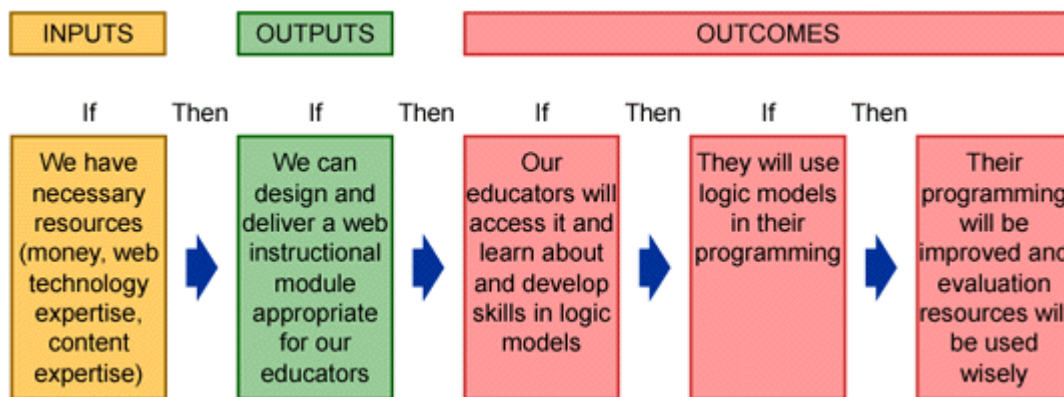 INPUTS
OUTPUTS
OUTCOMES
If
Then
If
Then
If
Then
If
Then
We have
necessary
resources
(money, web
technology
expertise,
content
expertise)
We can
design and
deliver a web
instructional
module
appropriate
for our
educators
Our
educators will
access it and
learn about
and develop
skills in logic
models
They will use
logic models
in their
programming
Their
programming
will be
improved and
evaluation
resources will
be used
wisely